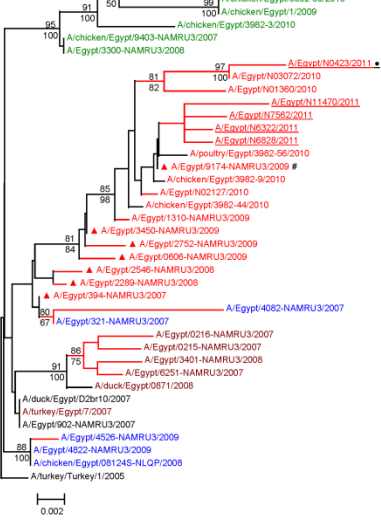 50
99
100
A/chicken/Egypt/1/2009
91
100
A/chicken/Egypt/3982-3/2010
95
100
A/chicken/Egypt/9403-NAMRU3/2007
A/Egypt/3300-NAMRU3/2008
97
100
A/Egypt/N0423/2011
81
82
A/Egypt/N03072/2010
A/Egypt/N01360/2010
A/Egypt/N11470/2011
A/Egypt/N7562/2011
A/Egypt/N6322/2011
A/Egypt/N6828/2011
A/poultry/Egypt/3982-56/2010
A/Egypt/9174-NAMRU3/2009 #
A/chicken/Egypt/3982-9/2010
85
98
A/Egypt/N02127/2010
A/chicken/Egypt/3982-44/2010
A/Egypt/1310-NAMRU3/2009
A/Egypt/3450-NAMRU3/2009
81
84
A/Egypt/2752-NAMRU3/2009
A/Egypt/0606-NAMRU3/2009
A/Egypt/2546-NAMRU3/2008
A/Egypt/2289-NAMRU3/2008
A/Egypt/394-NAMRU3/2007
80
67
A/Egypt/4082-NAMRU3/2007
A/Egypt/321-NAMRU3/2007
A/Egypt/0216-NAMRU3/2007
86
75
A/Egypt/0215-NAMRU3/2007
A/Egypt/3401-NAMRU3/2008
91
100
A/Egypt/6251-NAMRU3/2007
A/duck/Egypt/0871/2008
A/duck/Egypt/D2br10/2007
A/turkey/Egypt/7/2007
A/Egypt/902-NAMRU3/2007
88
100
A/Egypt/4526-NAMRU3/2009
A/Egypt/4822-NAMRU3/2009
A/chicken/Egypt/08124S-NLQP/2008
A/turkey/Turkey/1/2005
0.002